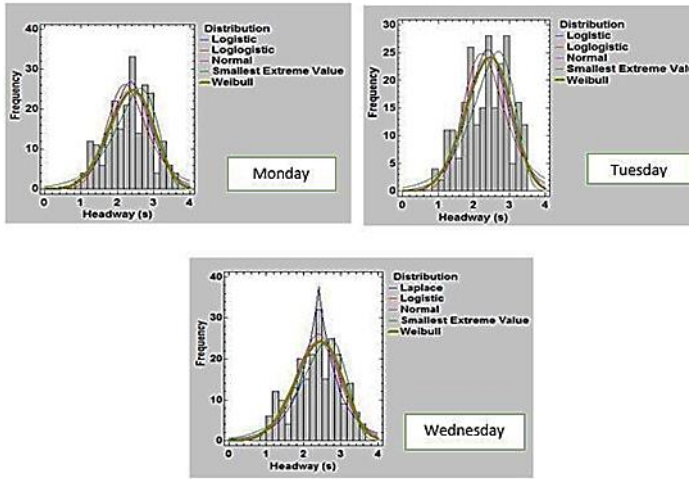 Distribution
Logistic
Loglogistic
Normal
Smallest Extreme Value
Weibull
Frequency
40
30
20
10
0
0 1 2 3 4
Headway (s)
Monday
Distribution
Logistic
Loglogistic
Normal
Smallest Extreme Value
Weibull
Frequency
30
25
20
15
10
5
0
0 1 2 3 4
Headway (s)
Tuesday
Distribution
Laplace
Logistic
Normal
Smallest Extreme Value
Weibull
Frequency
40
30
20
10
0
0 1 2 3 4
Headway (s)
Wednesday